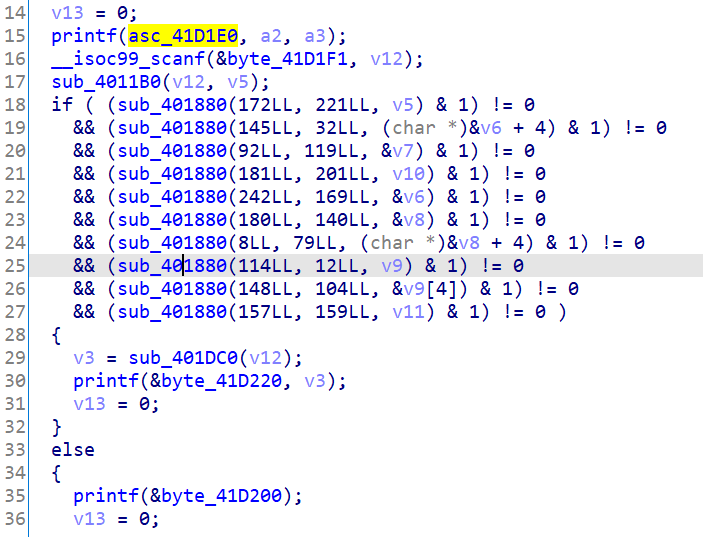 14 v13 = 0;
15 printf(asc_41D1E0, a2, a3);
16 __isoc99_scanf(&byte_41D1F1, v12);
17 sub_4011B0(v12, v5);
18 if ( (sub_401880(172LL, 221LL, v5) & 1) != 0
19 && (sub_401880(145LL, 32LL, (char *)&v6 + 4) & 1) != 0
20 && (sub_401880(92LL, 119LL, &v7) & 1) != 0
21 && (sub_401880(181LL, 201LL, v10) & 1) != 0
22 && (sub_401880(242LL, 169LL, &v6) & 1) != 0
23 && (sub_401880(180LL, 140LL, &v8) & 1) != 0
24 && (sub_401880(8LL, 79LL, (char *)&v8 + 4) & 1) != 0
25 && (sub_401880(114LL, 12LL, v9) & 1) != 0
26 && (sub_401880(148LL, 104LL, &v9[4]) & 1) != 0
27 && (sub_401880(157LL, 159LL, v11) & 1) != 0 )
28 {
29 v3 = sub_401DC0(v12);
30 printf(&byte_41D220, v3);
31 v13 = 0;
32 }
33 else
34 {
35 printf(&byte_41D200);
36 v13 = 0;